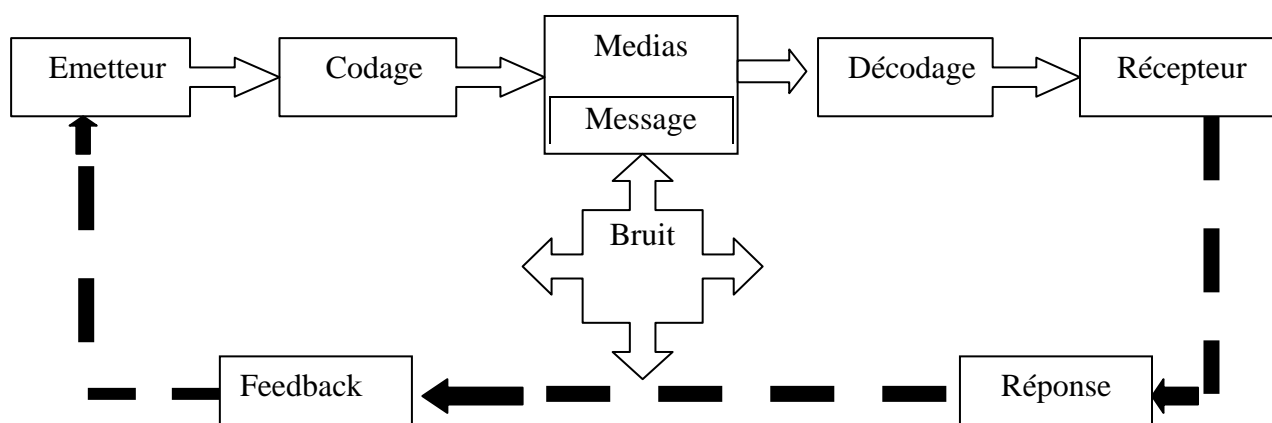 Emetteur
Codage
Medias
Message
Décodage
Récepteur
Bruit
Feedback
Réponse